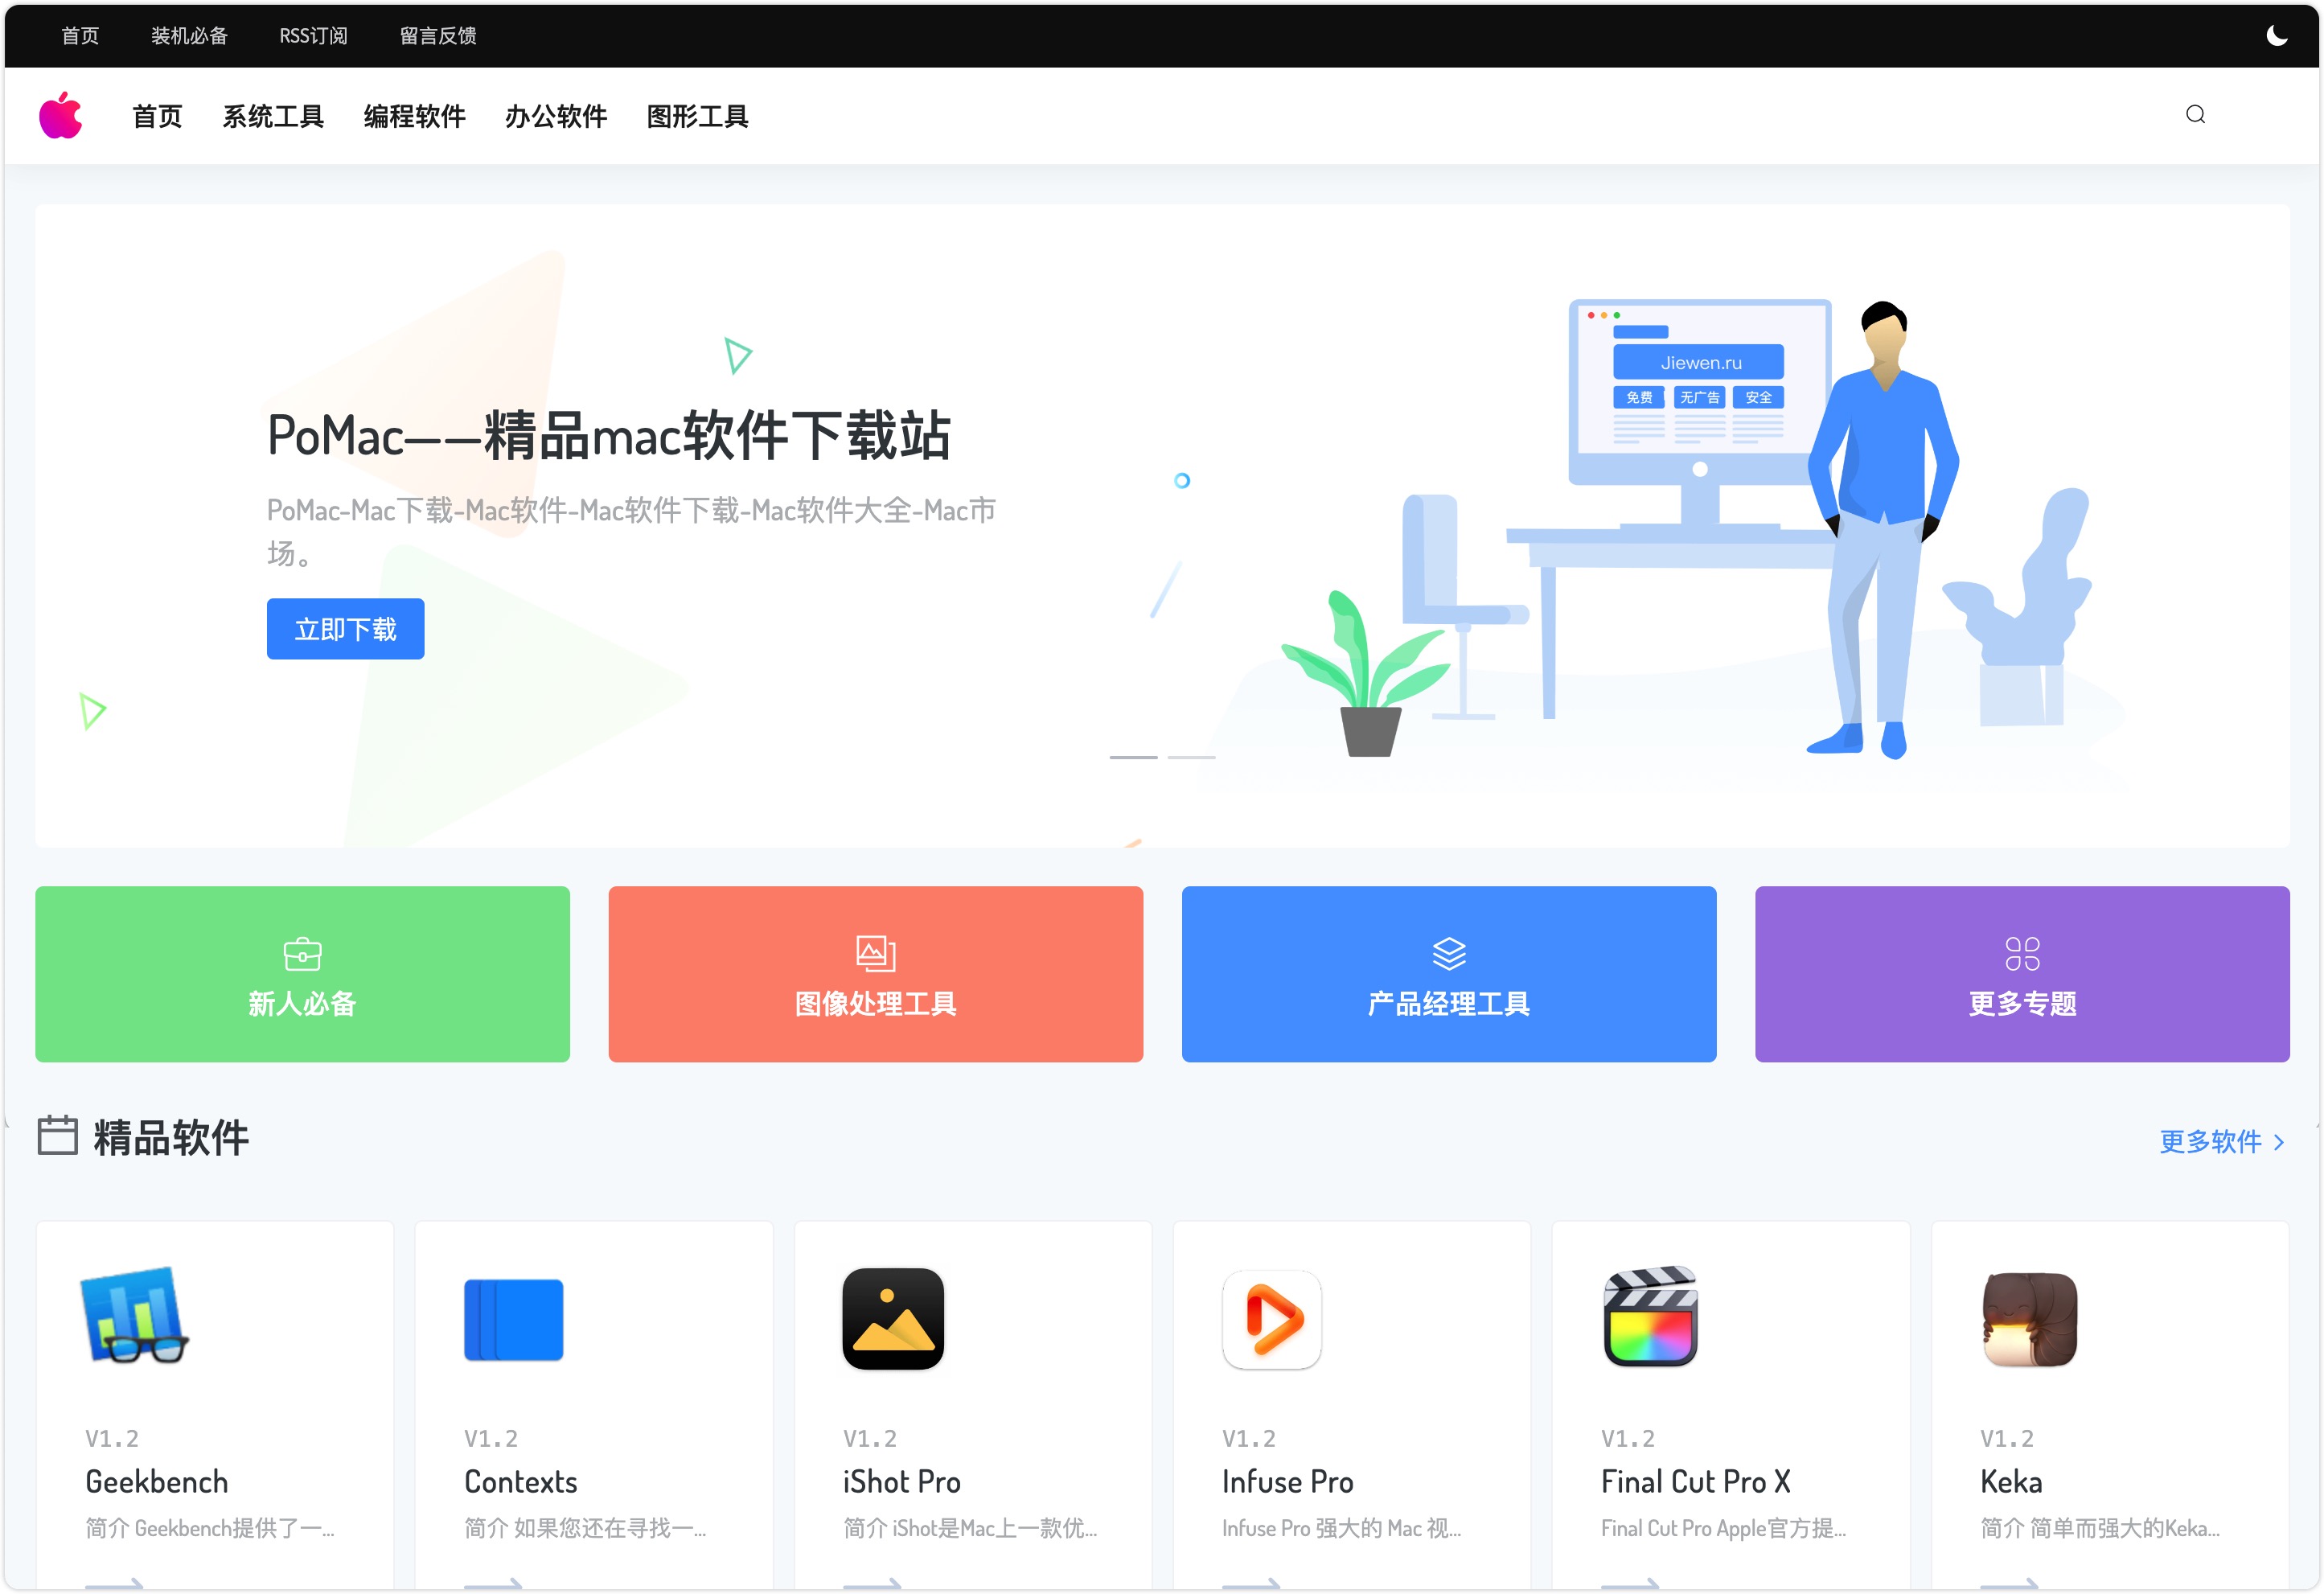 首页 装机必备 RSS订阅 留言反馈
首页 系统工具 编程软件 办公软件 图形工具
PoMac——精品mac软件下载站
PoMac-Mac下载-Mac软件-Mac软件下载-Mac软件大全-Mac市
场。
立即下载
Jiewen.ru
免费 无广告 安全
新人必备
图像处理工具
产品经理工具
更多专题
精品软件
更多软件
V1.2
Geekbench
简介 Geekbench提供了一...
V1.2
Contexts
简介 如果您还在寻找一...
V1.2
iShot Pro
简介 iShot是Mac上一款优...
V1.2
Infuse Pro
Infuse Pro 强大的 Mac 视...
V1.2
Final Cut Pro X
Final Cut Pro Apple官方提...
V1.2
Keka
简介 简单而强大的Keka...